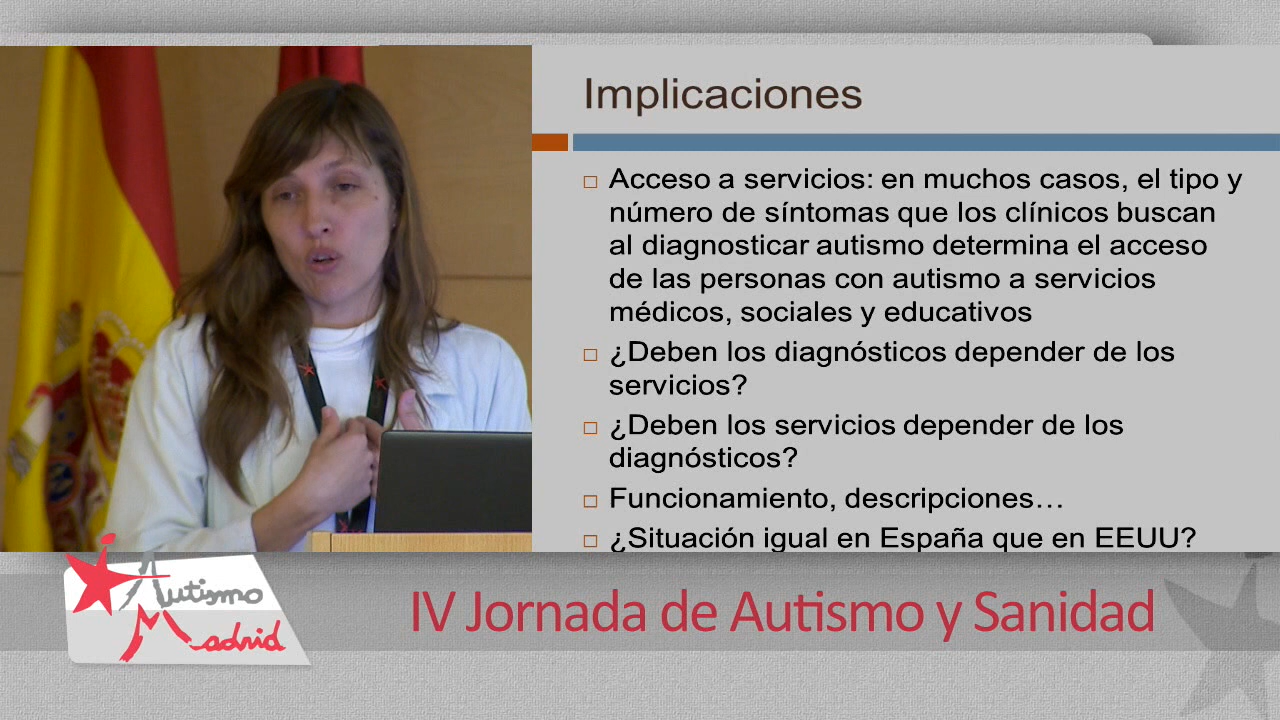 Implicaciones
Acceso a servicios: en muchos casos, el tipo y
número de síntomas que los clínicos buscan
al diagnosticar autismo determina el acceso
de las personas con autismo a servicios
médicos, sociales y educativos
¿Deben los diagnósticos depender de los
servicios?
¿Deben los servicios depender de los
diagnósticos?
Funcionamiento, descripciones…
¿Situación igual en España que en EEUU?
Autismo
Madrid
IV Jornada de Autismo y Sanidad